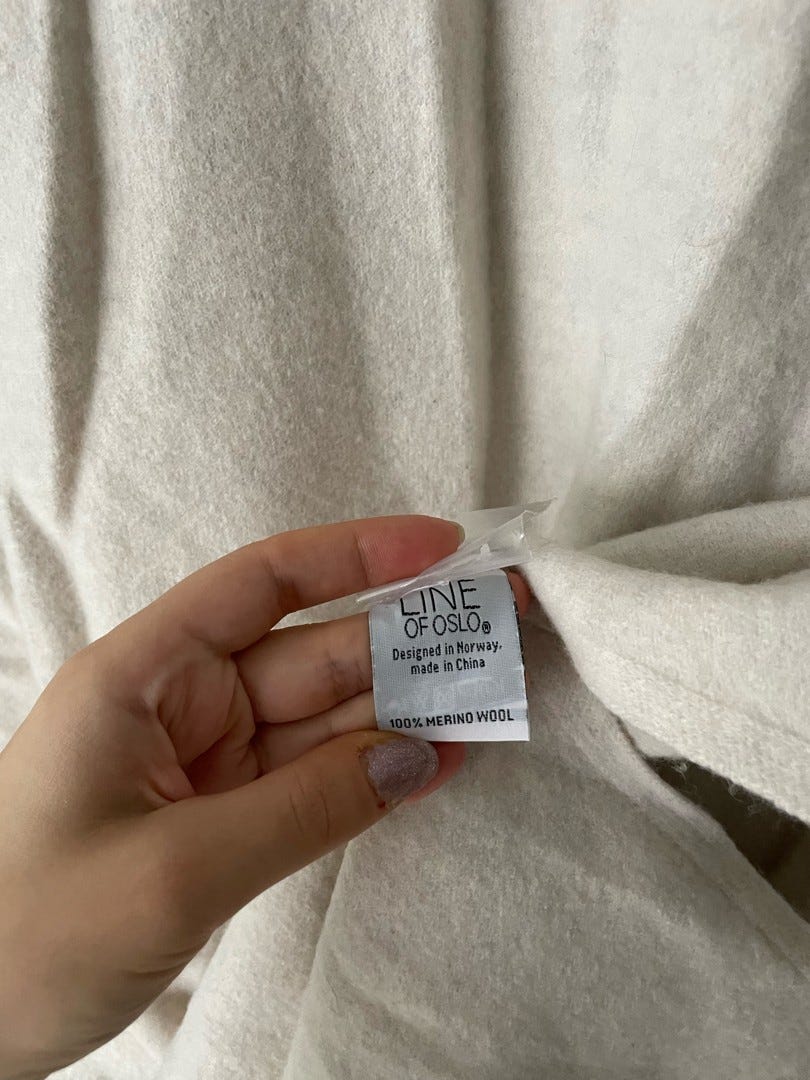 LINE
OF OSLO®
Designed in Norway,
made in China
100% MERINO WOOL